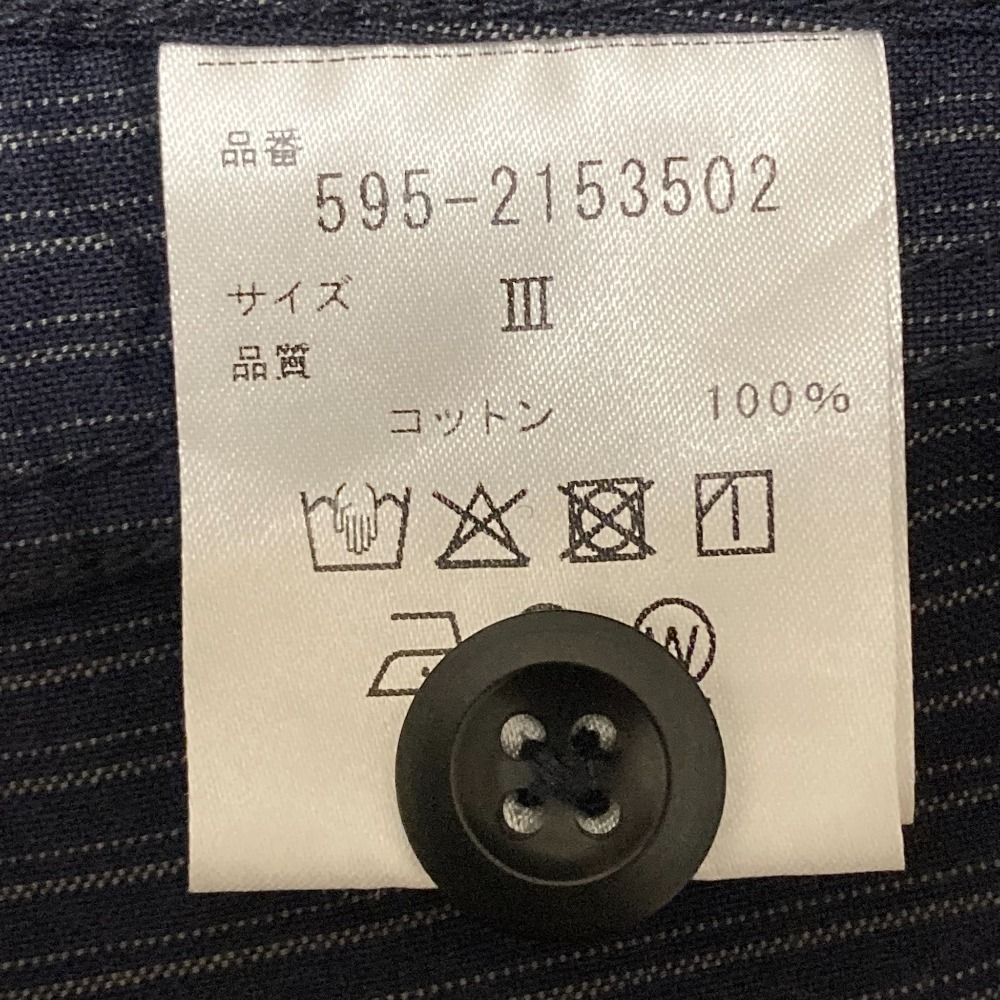 品番
595-2153502
サイズ Ⅲ
品質
コットン 100%
W